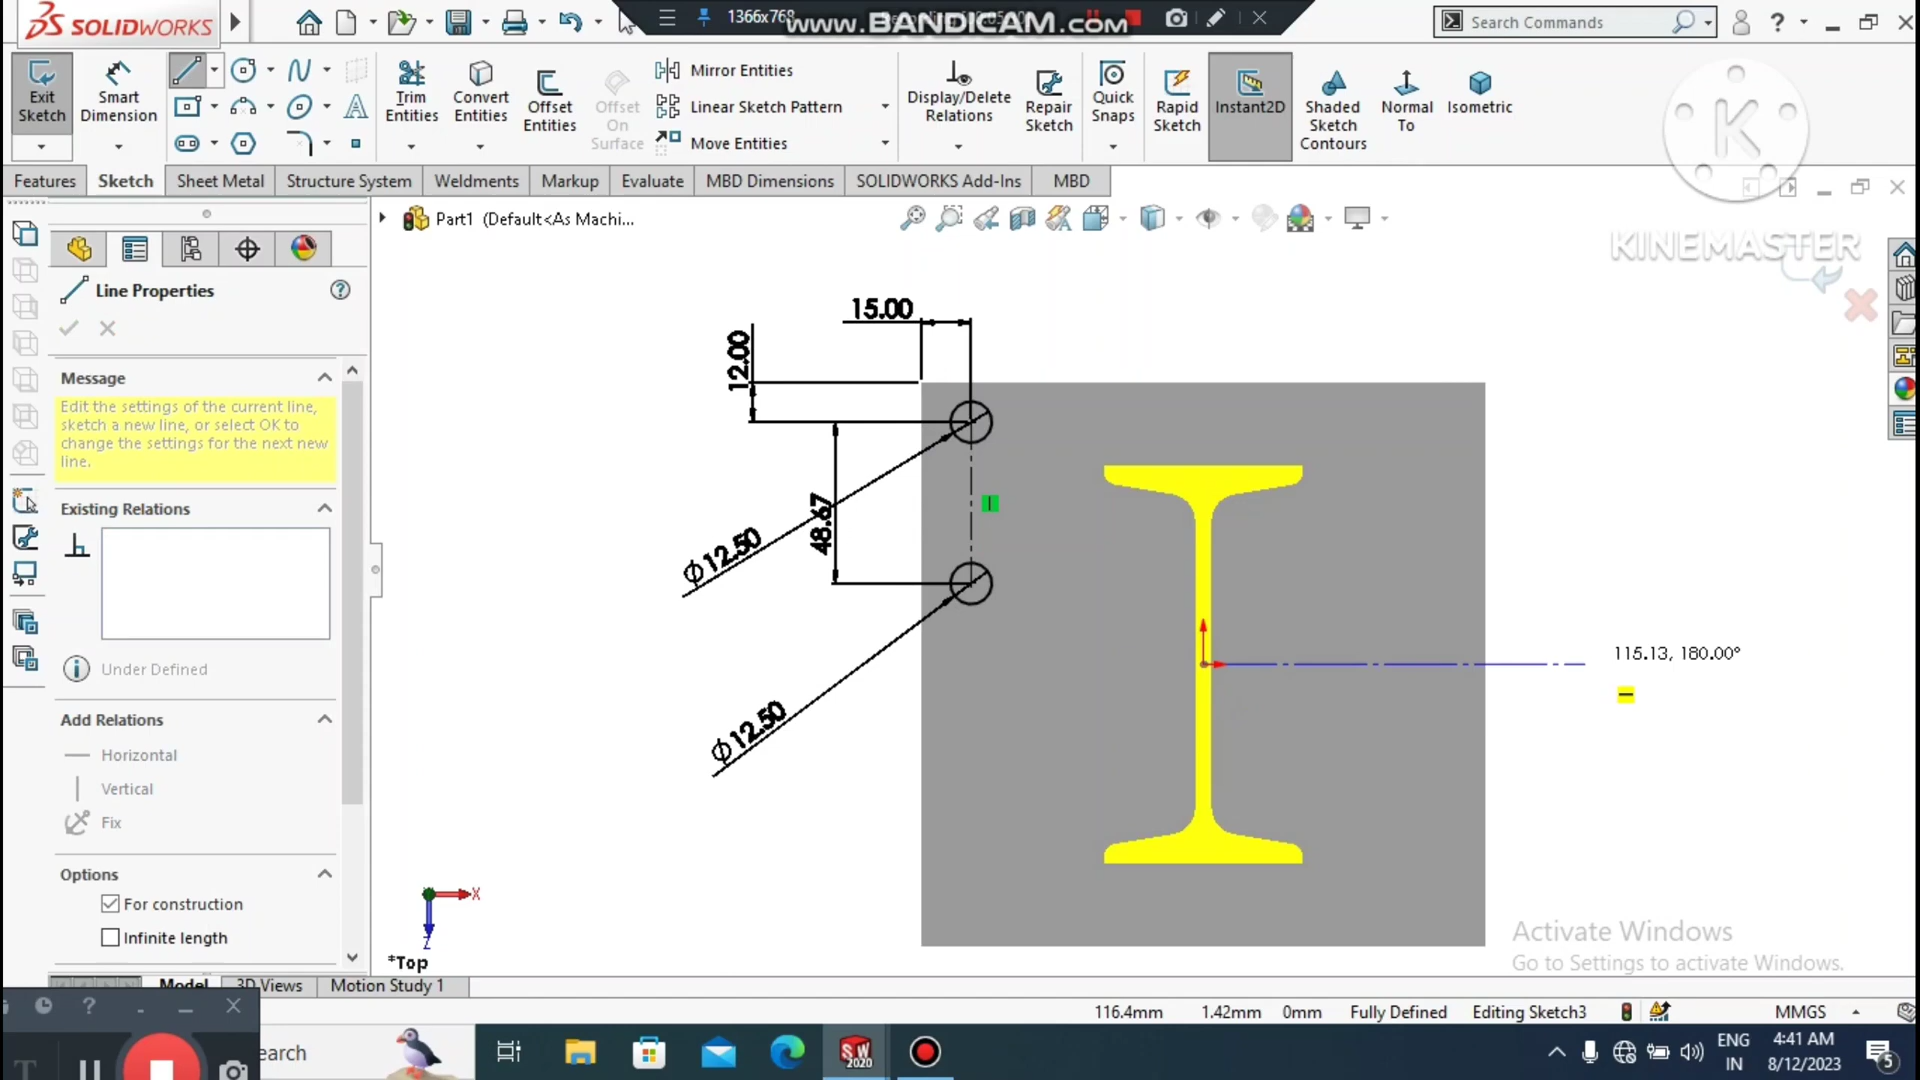 SOLIDWORKS
1366x768
www.BANDICAM.com
Search Commands
Exit Sketch
Smart Dimension
Trim Entities
Convert Entities
Offset Entities
Offset On Surface
Mirror Entities
Linear Sketch Pattern
Move Entities
Display/Delete Relations
Repair Sketch
Quick Snaps
Rapid Sketch
Instant2D
Shaded Sketch Contours
Normal To
Isometric
K
Features
Sketch
Sheet Metal
Structure System
Weldments
Markup
Evaluate
MBD Dimensions
SOLIDWORKS Add-Ins
MBD
Part1 (Default<As Machi...
KINEMASTER
Line Properties
Message
Edit the settings of the current line,
sketch a new line, or select OK to
change the settings for the next new
line.
Existing Relations
Under Defined
Add Relations
Horizontal
Vertical
Fix
Options
For construction
Infinite length
15.00
12.00
48.67
Φ12.50
Φ12.50
115.13, 180.00°
X
Z
*Top
Activate Windows
Go to Settings to activate Windows.
Model
3D Views
Motion Study 1
116.4mm
1.42mm
0mm
Fully Defined
Editing Sketch3
MMGS
earch
SW
2020
ENG
IN
4:41 AM
8/12/2023
5